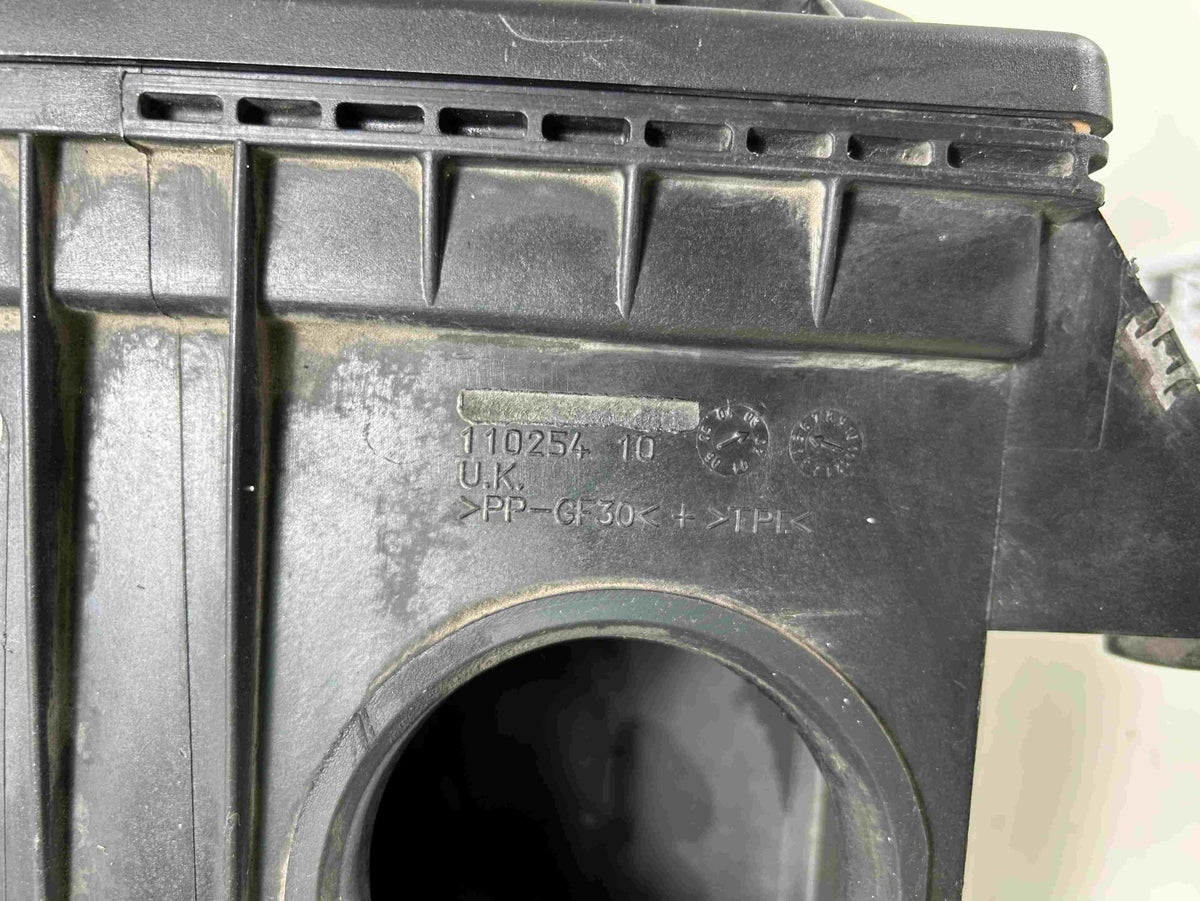 110254 10
U.K.
>PP-GF30< + >TPE<